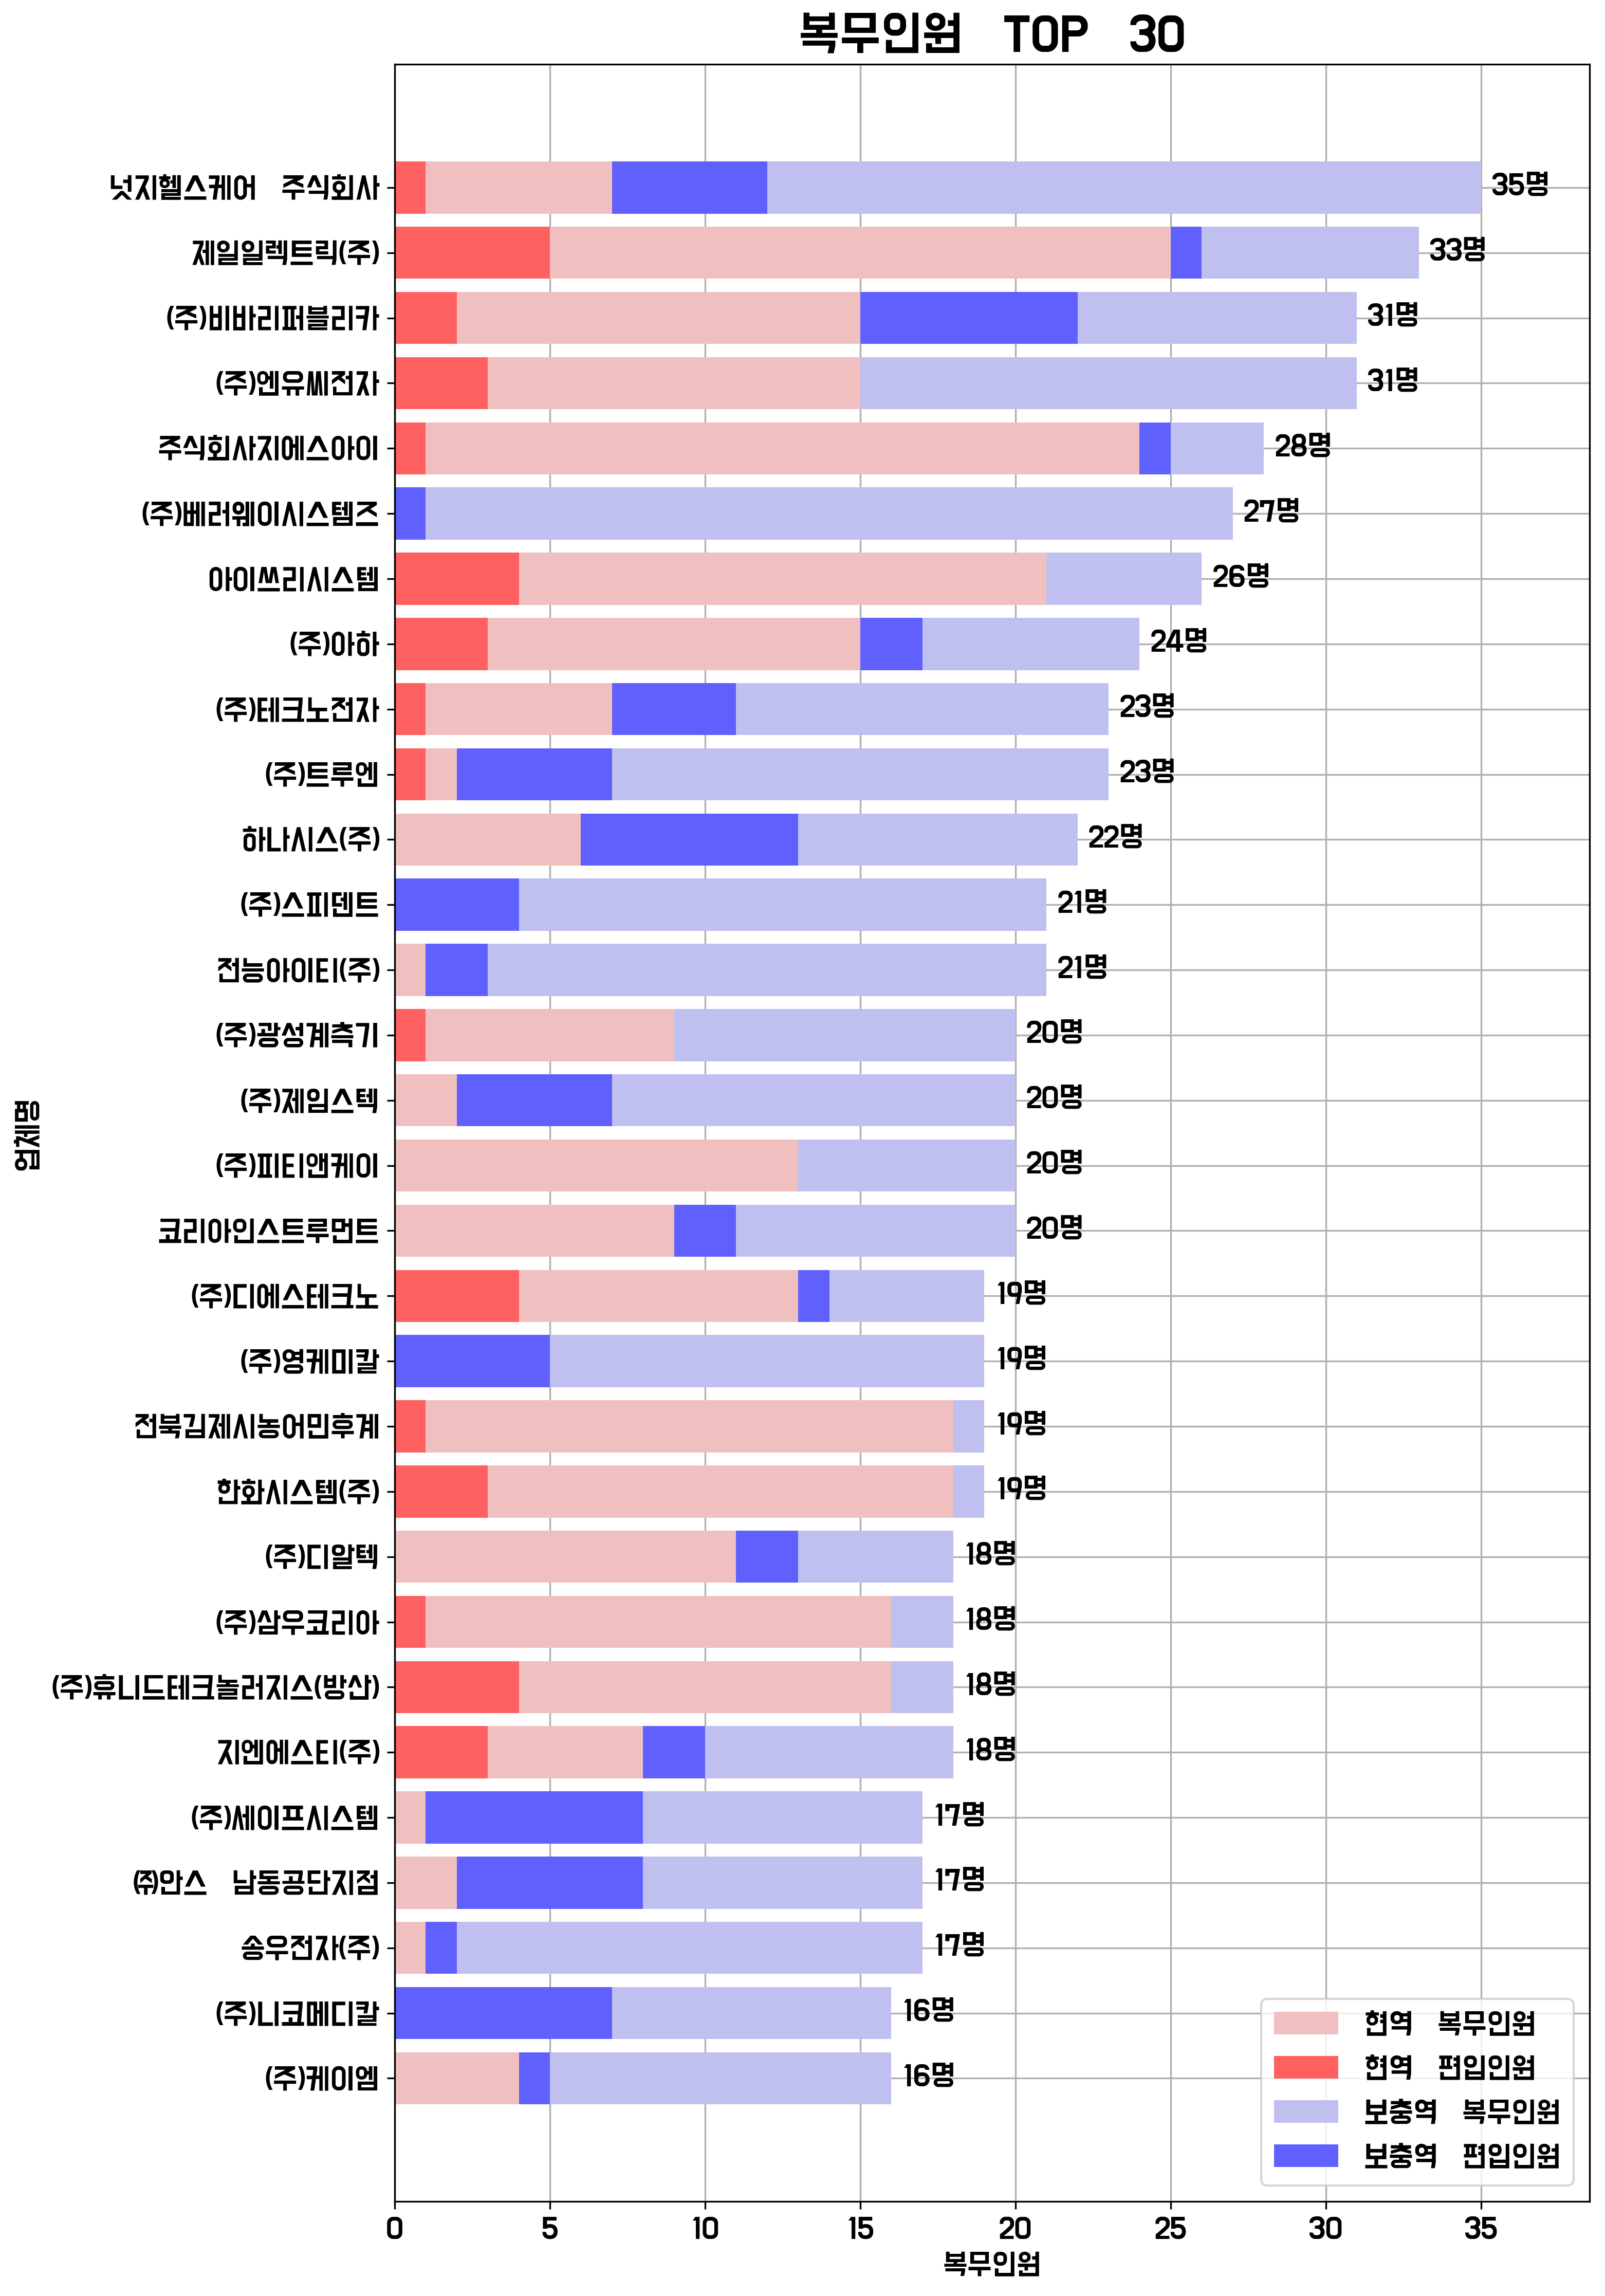 복무인원 TOP 30
넛지헬스케어 주식회사 35명
제일일렉트릭(주) 33명
(주)비바리퍼블리카 31명
(주)엔유씨전자 31명
주식회사지에스아이 28명
(주)베러웨이시스템즈 27명
아이쓰리시스템 26명
(주)아하 24명
(주)테크노전자 23명
(주)트루엔 23명
하나시스(주) 22명
(주)스피덴트 21명
전능아이티(주) 21명
(주)광성계측기 20명
(주)제임스텍 20명
(주)피티앤케이 20명
코리아인스트루먼트 20명
(주)디에스테크노 19명
(주)영케미칼 19명
전북김제시농어민후계 19명
한화시스템(주) 19명
(주)디알텍 18명
(주)삼우코리아 18명
(주)휴니드테크놀러지스(방산) 18명
지엔에스티(주) 18명
(주)세이프시스템 17명
㈜안스 남동공단지점 17명
송우전자(주) 17명
(주)니코메디칼 16명
(주)케이엠 16명
업체명
현역 복무인원
현역 편입인원
보충역 복무인원
보충역 편입인원
0 5 10 15 20 25 30 35
복무인원